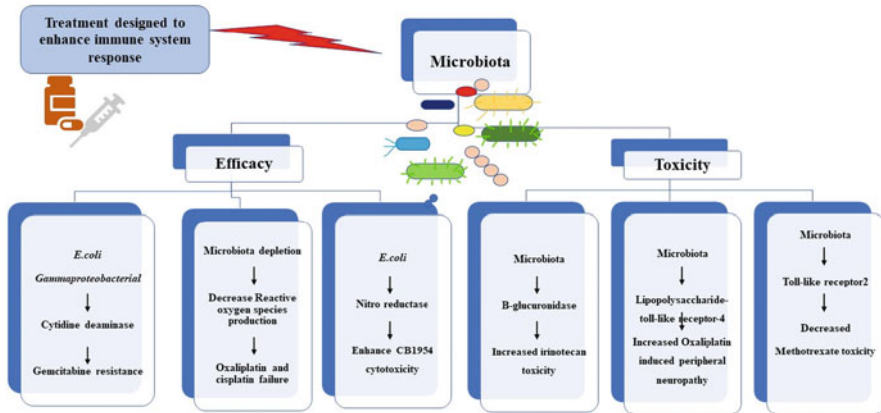 Treatment designed to
enhance immune system
response
Microbiota
Efficacy
Toxicity
E.coli
Gammaproteobacterial
Cytidine deaminase
Gemcitabine resistance
Microbiota depletion
Decrease Reactive
oxygen species
production
Oxaliplatin and
cisplatin failure
E.coli
Nitro reductase
Enhance CB1954
cytotoxicity
Microbiota
B-glucuronidase
Increased irinotecan
toxicity
Microbiota
Lipopolysaccharide-
toll-like receptor-4
Increased Oxaliplatin
induced peripheral
neuropathy
Microbiota
Toll-like receptor2
Decreased
Methotrexate toxicity